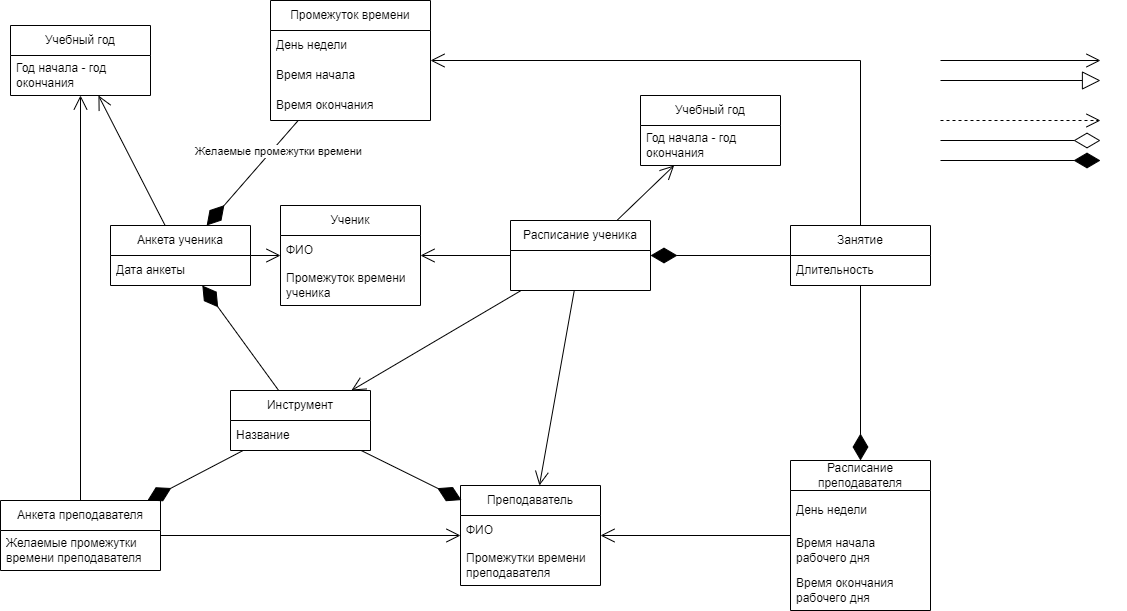 Промежуток времени
День недели
Время начала
Время окончания
Учебный год
Год начала - год
окончания
Учебный год
Год начала - год
окончания
Желаемые промежутки времени
Анкета ученика
Дата анкеты
Ученик
ФИО
Промежуток времени
ученика
Расписание ученика
Занятие
Длительность
Инструмент
Название
Анкета преподавателя
Желаемые промежутки
времени преподавателя
Преподаватель
ФИО
Промежутки времени
преподавателя
Расписание
преподавателя
День недели
Время начала
рабочего дня
Время окончания
рабочего дня